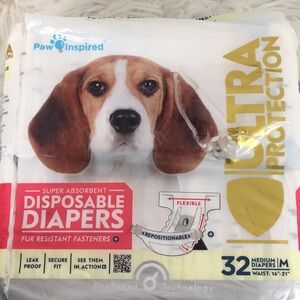 Paw Inspired
ULTRA
PROTECTION
SUPER ABSORBENT
DISPOSABLE
DIAPERS
FUR RESISTANT FASTENERS
FLEXIBLE
REPOSITIONABLE
LEAK PROOF
SECURE FIT
SEE THEM IN ACTION
32 MEDIUM DIAPERS M
WAIST: 16"-21"
Technology